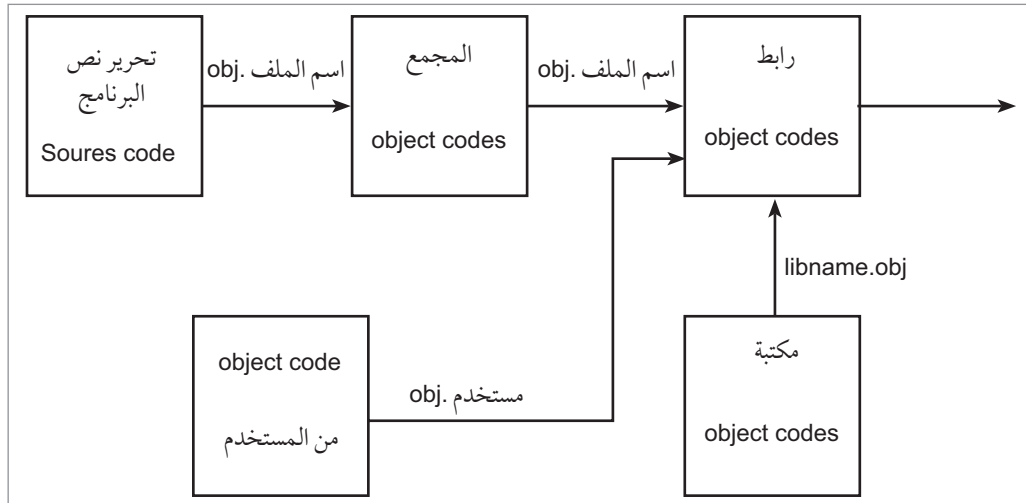 تحرير نص
البرنامج
Soures code
اسم الملف .obj
المجمع
object codes
اسم الملف .obj
رابط
object codes
libname.obj
object code
من المستخدم
مستخدم .obj
مكتبة
object codes